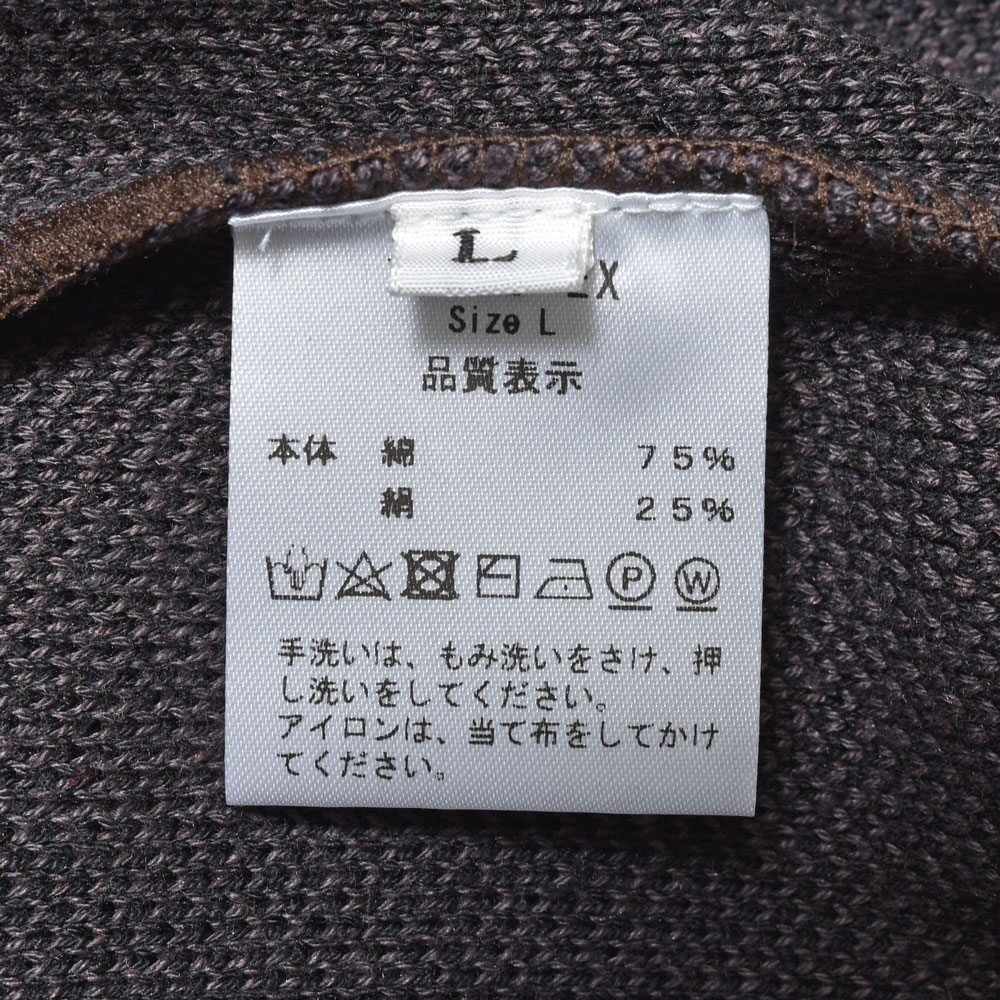 L
X
Size L
品質表示
本体 綿 75%
絹 25%
P W
手洗いは、もみ洗いをさけ、押
し洗いをしてください。
アイロンは、当て布をしてかけ
てください。